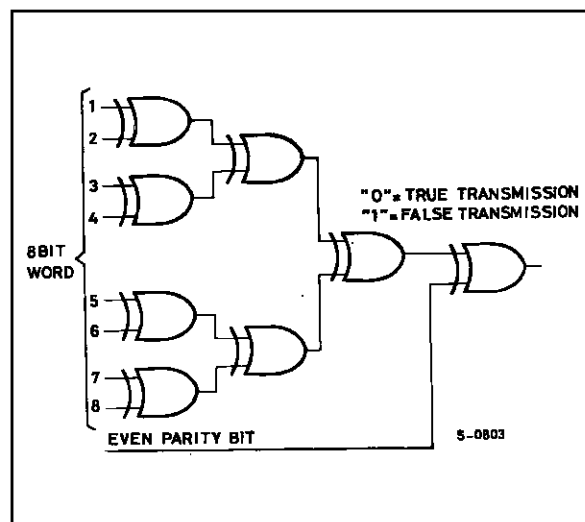 1
2
3
4
"0"= TRUE TRANSMISSION
"1"= FALSE TRANSMISSION
8BIT
WORD
5
6
7
8
EVEN PARITY BIT
S-0803